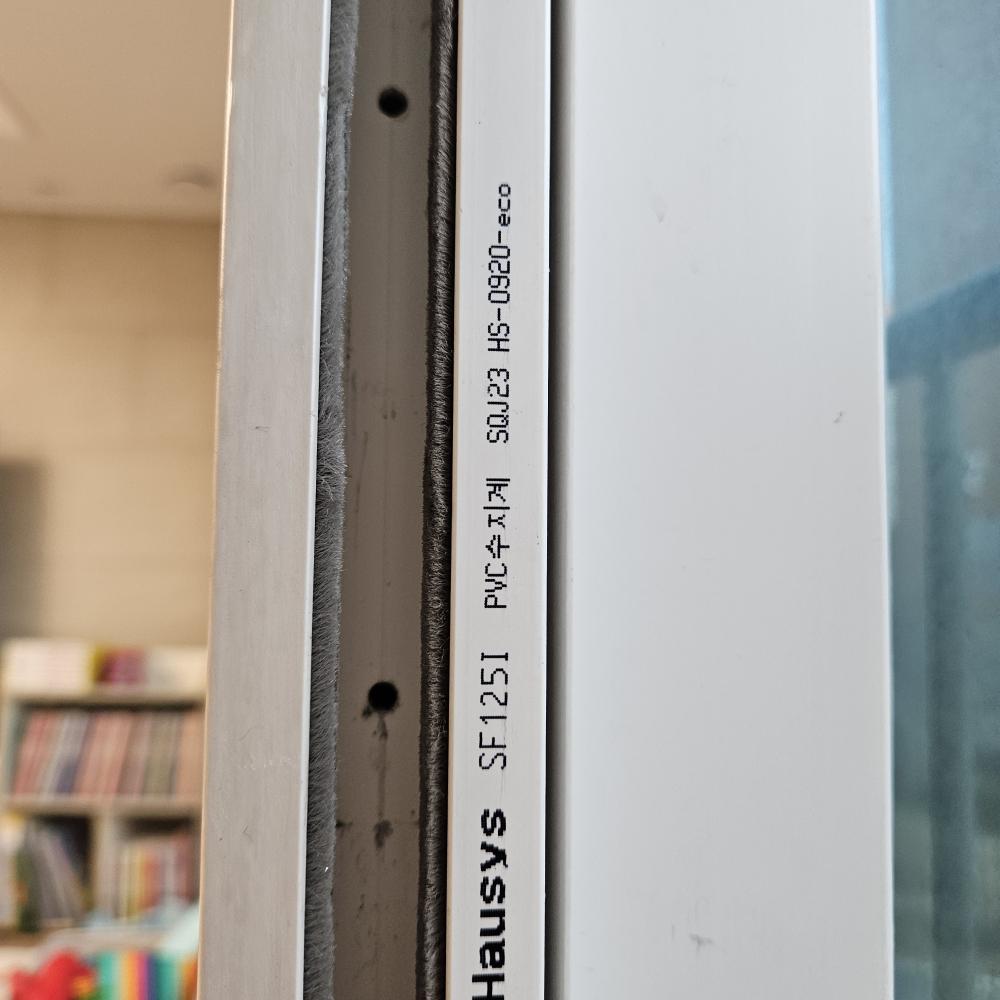 Hausys SF125I PVC수지계 SQJ23 HS-0920-eco